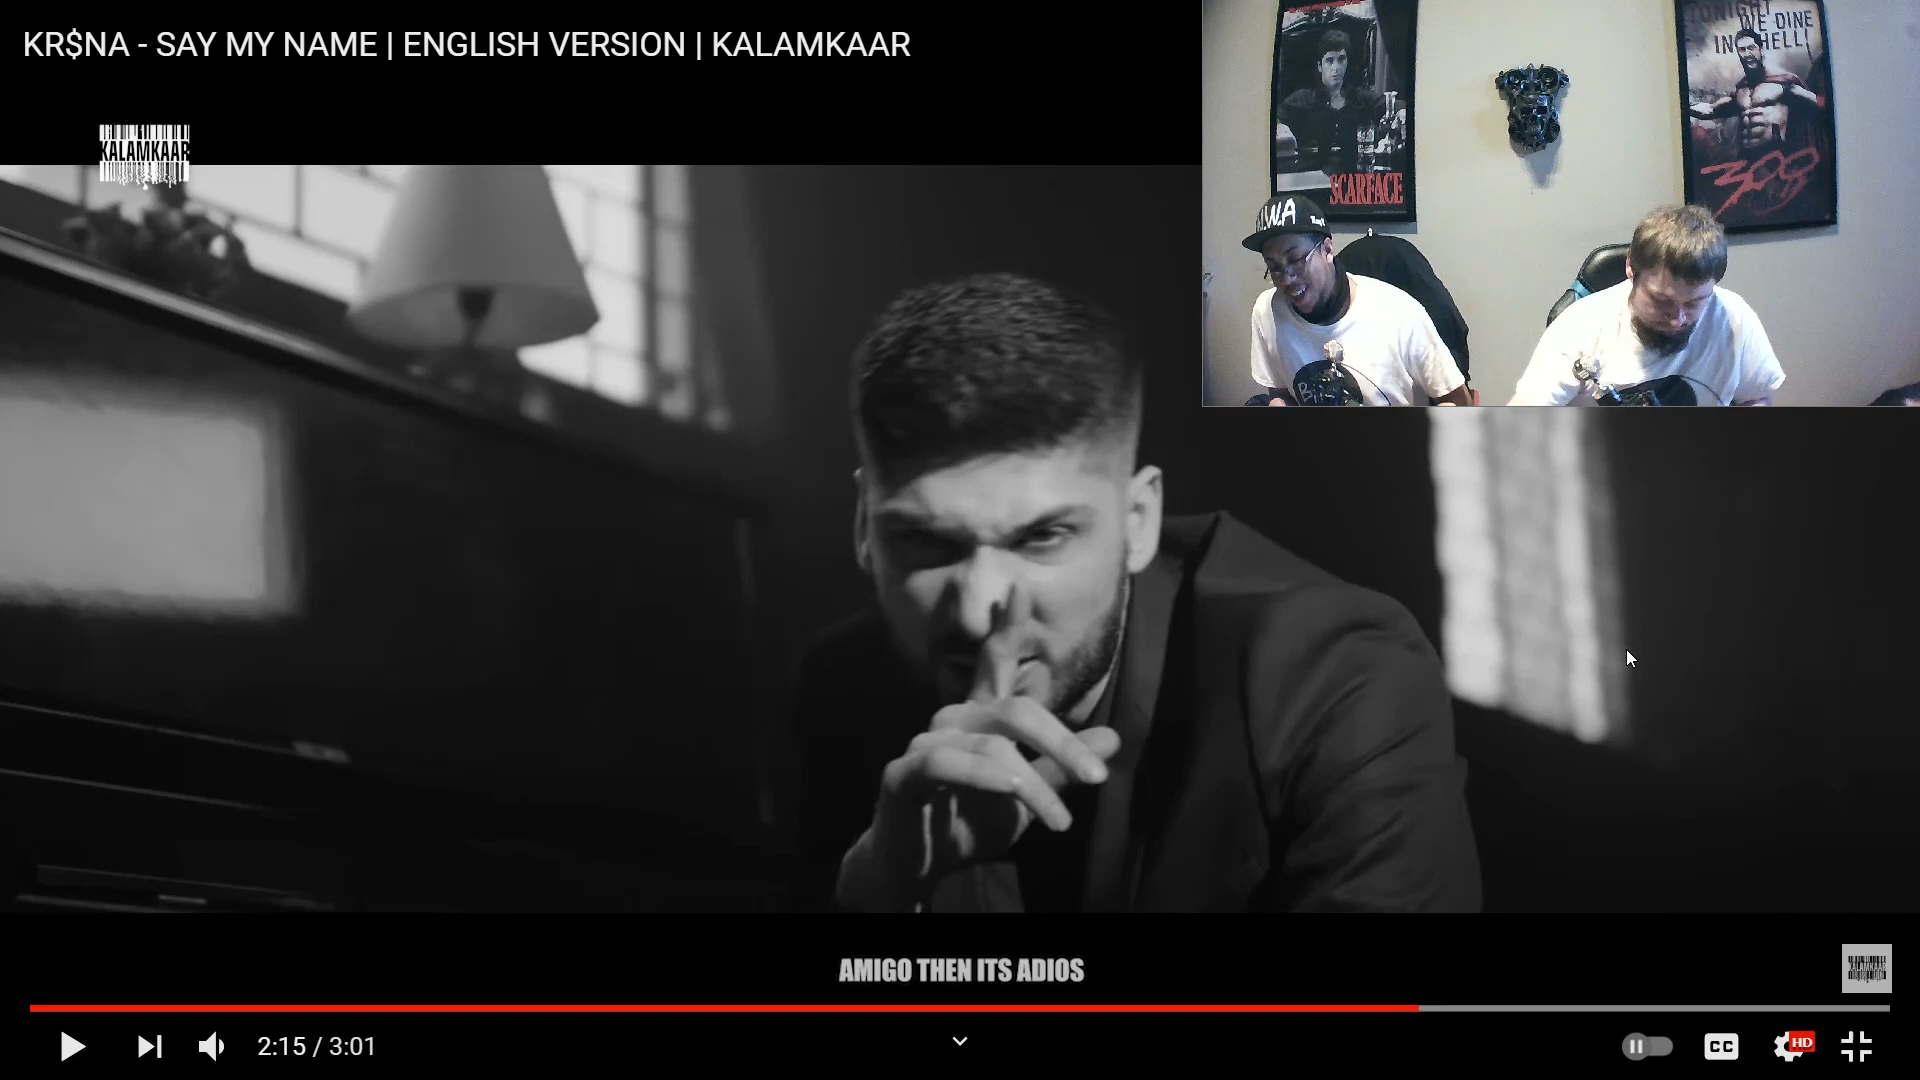 KR$NA - SAY MY NAME | ENGLISH VERSION | KALAMKAAR
KALAMKAAR
TONIGHT
WE DINE
IN HELL!
SCARFACE
300
N.W.A
AMIGO THEN ITS ADIOS
2:15 / 3:01
CC
HD